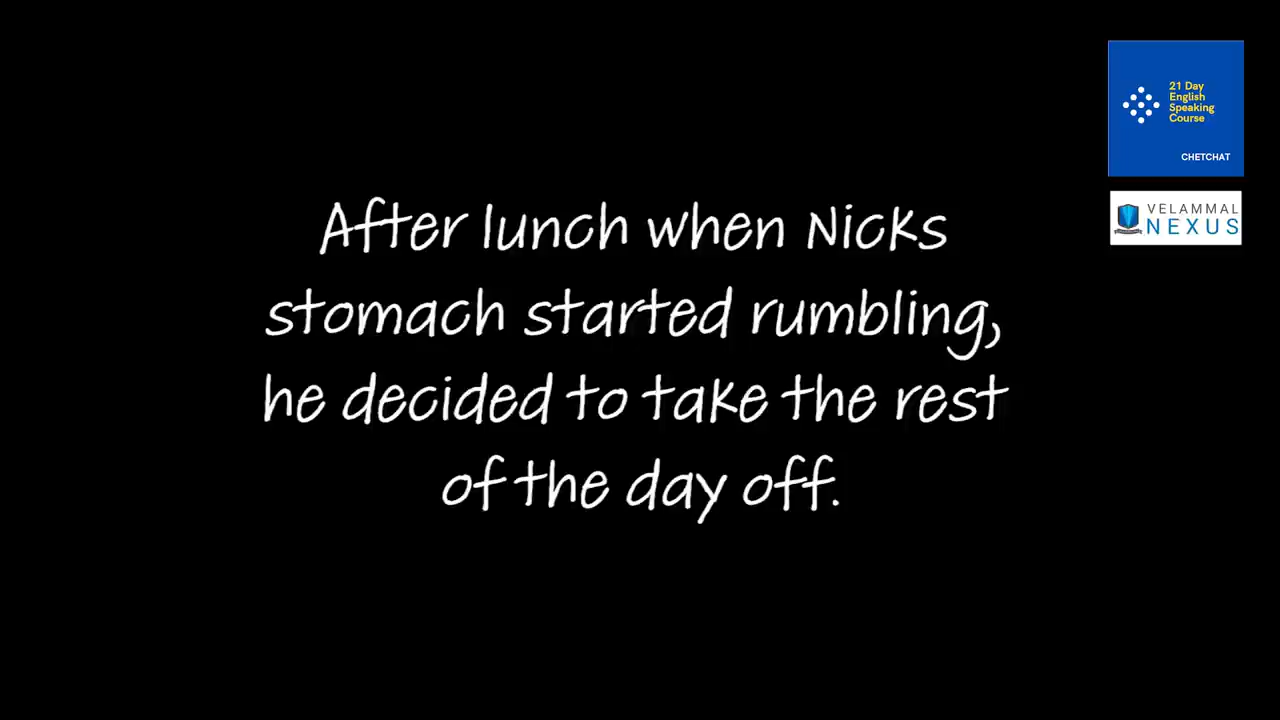 21 Day
English
Speaking
Course
CHETCHAT
VELAMMAL
NEXUS
After lunch when Nicks
stomach started rumbling,
he decided to take the rest
of the day off.